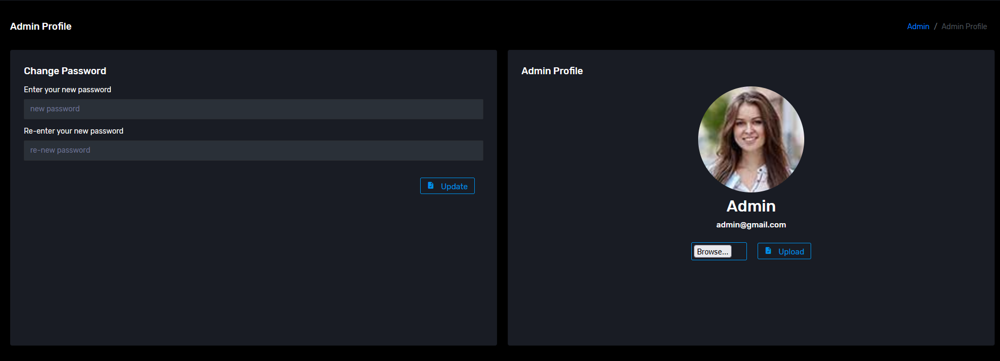 Admin Profile
Admin / Admin Profile
Change Password
Enter your new password
new password
Re-enter your new password
re-new password
Update
Admin Profile
Admin
admin@gmail.com
Browse...
Upload